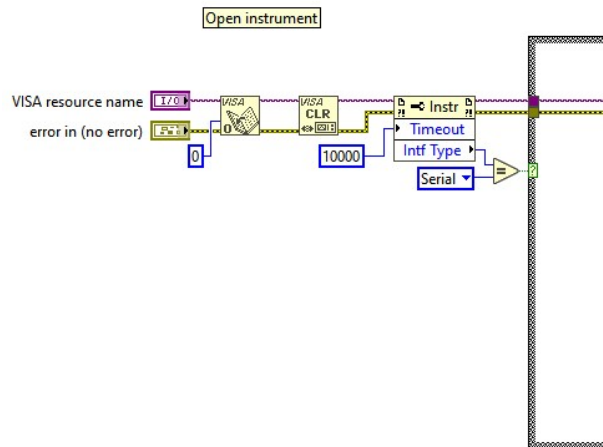 Open instrument
VISA resource name
I/O
VISA
VISA
CLR
Instr
error in (no error)
0
0
10000
Timeout
Intf Type
Serial
=
?